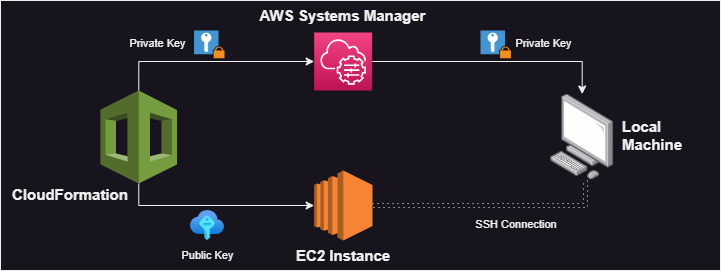 AWS Systems Manager
Private Key
Private Key
Local
Machine
CloudFormation
SSH Connection
Public Key
EC2 Instance